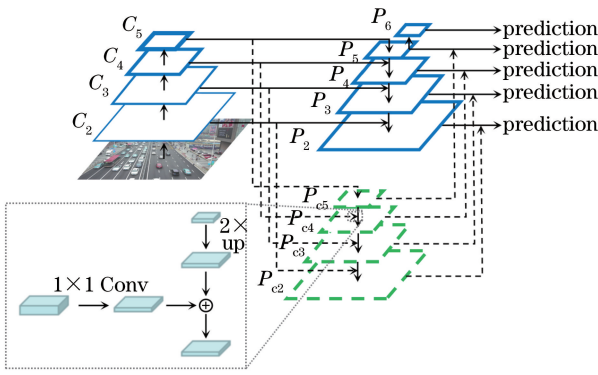 C5
P6
prediction
C4
P5
prediction
C3
P4
prediction
P3
prediction
C2
P2
prediction
Pc5
Pc4
2×
up
Pc3
1×1 Conv
Pc2